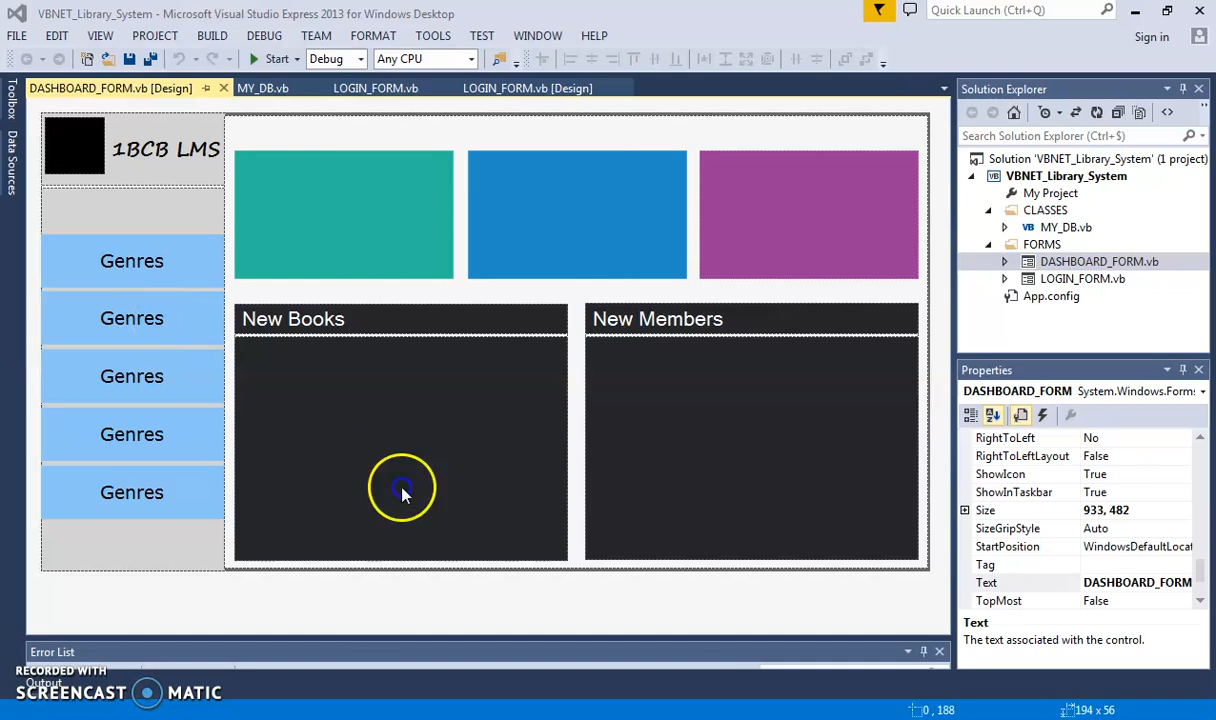 VBNET_Library_System - Microsoft Visual Studio Express 2013 for Windows Desktop
Quick Launch (Ctrl+Q)
FILE EDIT VIEW PROJECT BUILD DEBUG TEAM FORMAT TOOLS TEST WINDOW HELP
Sign in
Start Debug Any CPU
Toolbox
Data Sources
DASHBOARD_FORM.vb [Design] MY_DB.vb LOGIN_FORM.vb LOGIN_FORM.vb [Design]
1BCB LMS
Genres
Genres
Genres
Genres
Genres
New Books
New Members
Solution Explorer
Search Solution Explorer (Ctrl+$)
Solution 'VBNET_Library_System' (1 project)
VBNET_Library_System
My Project
CLASSES
VB MY_DB.vb
FORMS
DASHBOARD_FORM.vb
LOGIN_FORM.vb
App.config
Properties
DASHBOARD_FORM System.Windows.Forms
RightToLeft No
RightToLeftLayout False
ShowIcon True
ShowInTaskbar True
Size 933, 482
SizeGripStyle Auto
StartPosition WindowsDefaultLocat
Tag
Text DASHBOARD_FORM
TopMost False
Text
The text associated with the control.
Error List
Output
RECORDED WITH
SCREENCAST MATIC
0 , 188
194 x 56